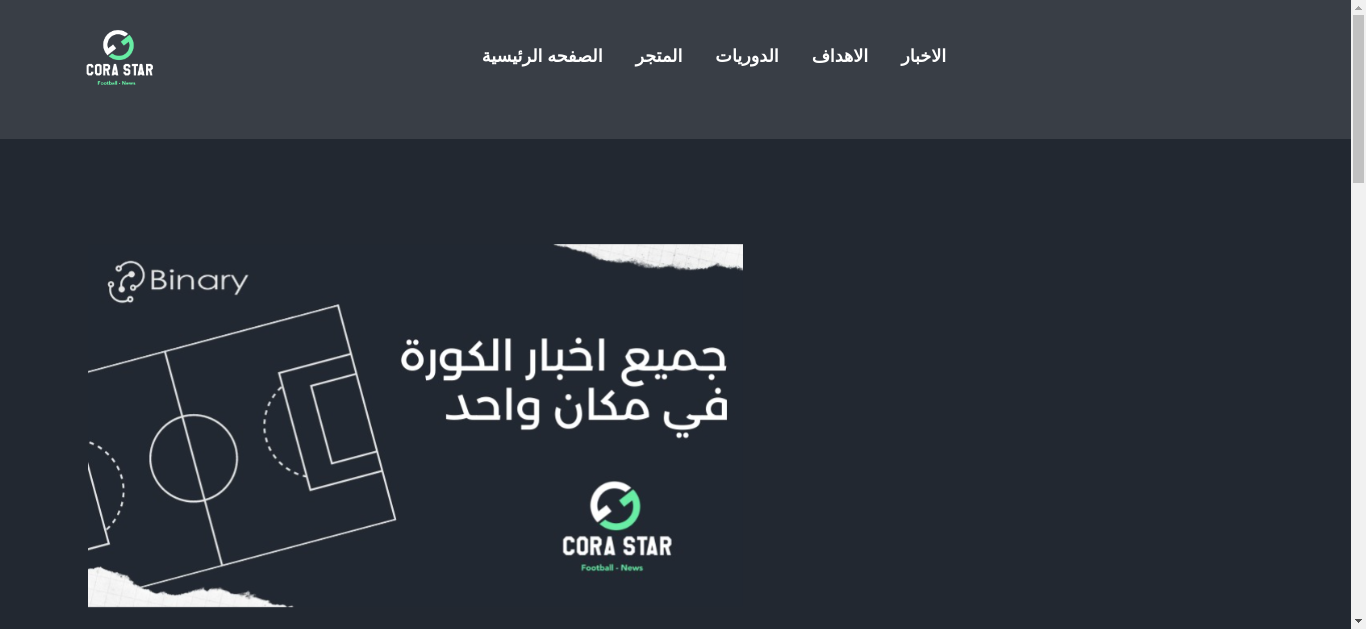 CORA STAR
Football - News
الصفحه الرئيسية
المتجر
الدوريات
الاهداف
الاخبار
Binary
جميع اخبار الكورة
في مكان واحد
CORA STAR
Football - News